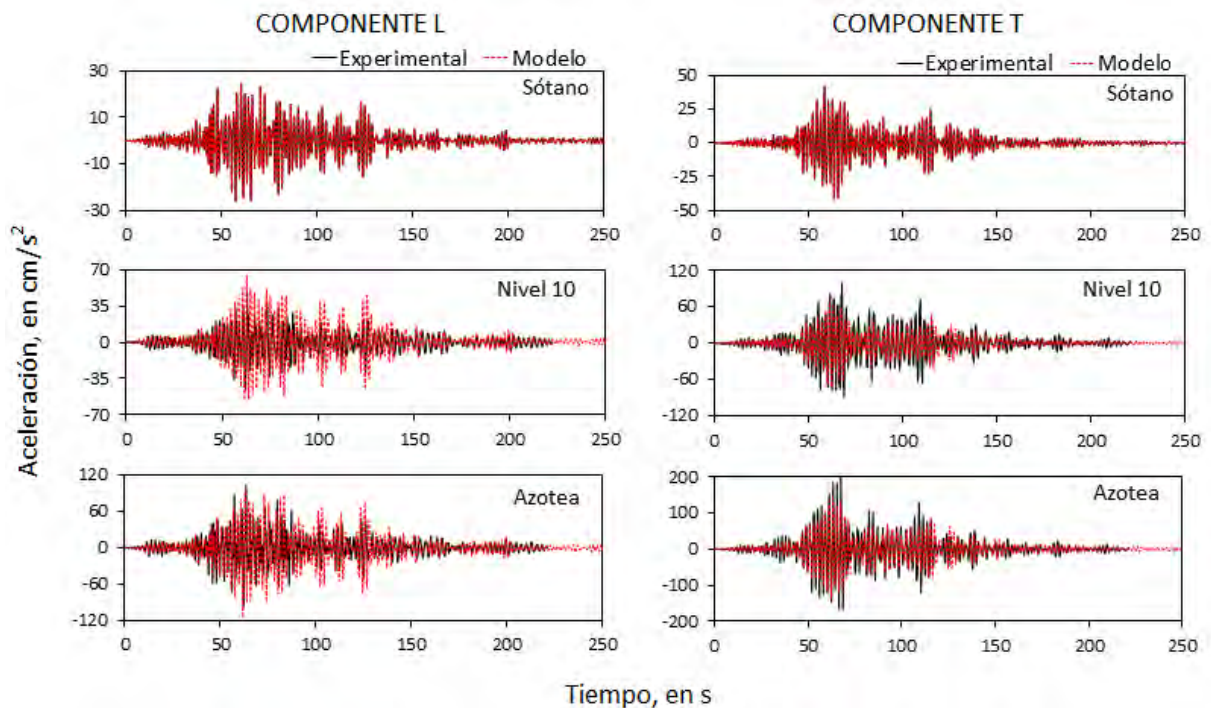 COMPONENTE L
COMPONENTE T
Experimental Modelo
Experimental Modelo
30
10
-10
-30
Sótano
0 50 100 150 200 250
50
25
0
-25
-50
Sótano
0 50 100 150 200 250
70
35
0
-35
-70
Nivel 10
0 50 100 150 200 250
120
60
0
-60
-120
Nivel 10
0 50 100 150 200 250
120
60
0
-60
-120
Azotea
0 50 100 150 200 250
200
100
0
-100
-200
Azotea
0 50 100 150 200 250
Aceleración, en cm/s²
Tiempo, en s